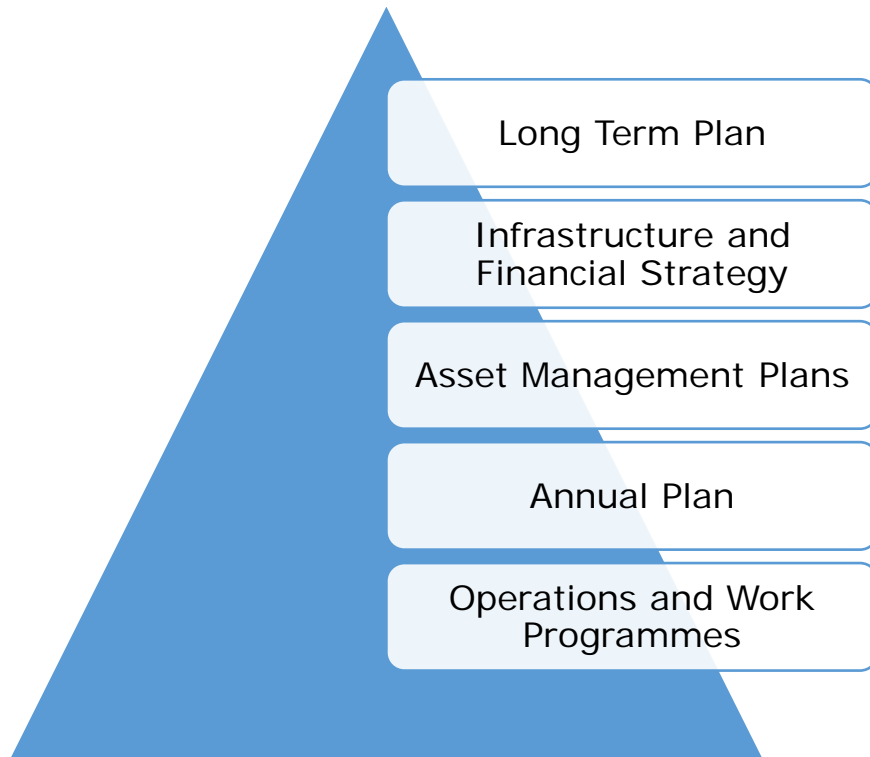 Long Term Plan
Infrastructure and
Financial Strategy
Asset Management Plans
Annual Plan
Operations and Work
Programmes